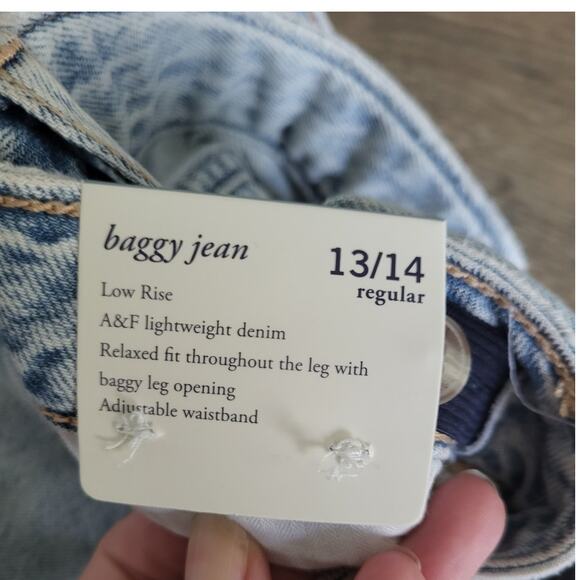 baggy jean
13/14
regular
Low Rise
A&F lightweight denim
Relaxed fit throughout the leg with
baggy leg opening
Adjustable waistband